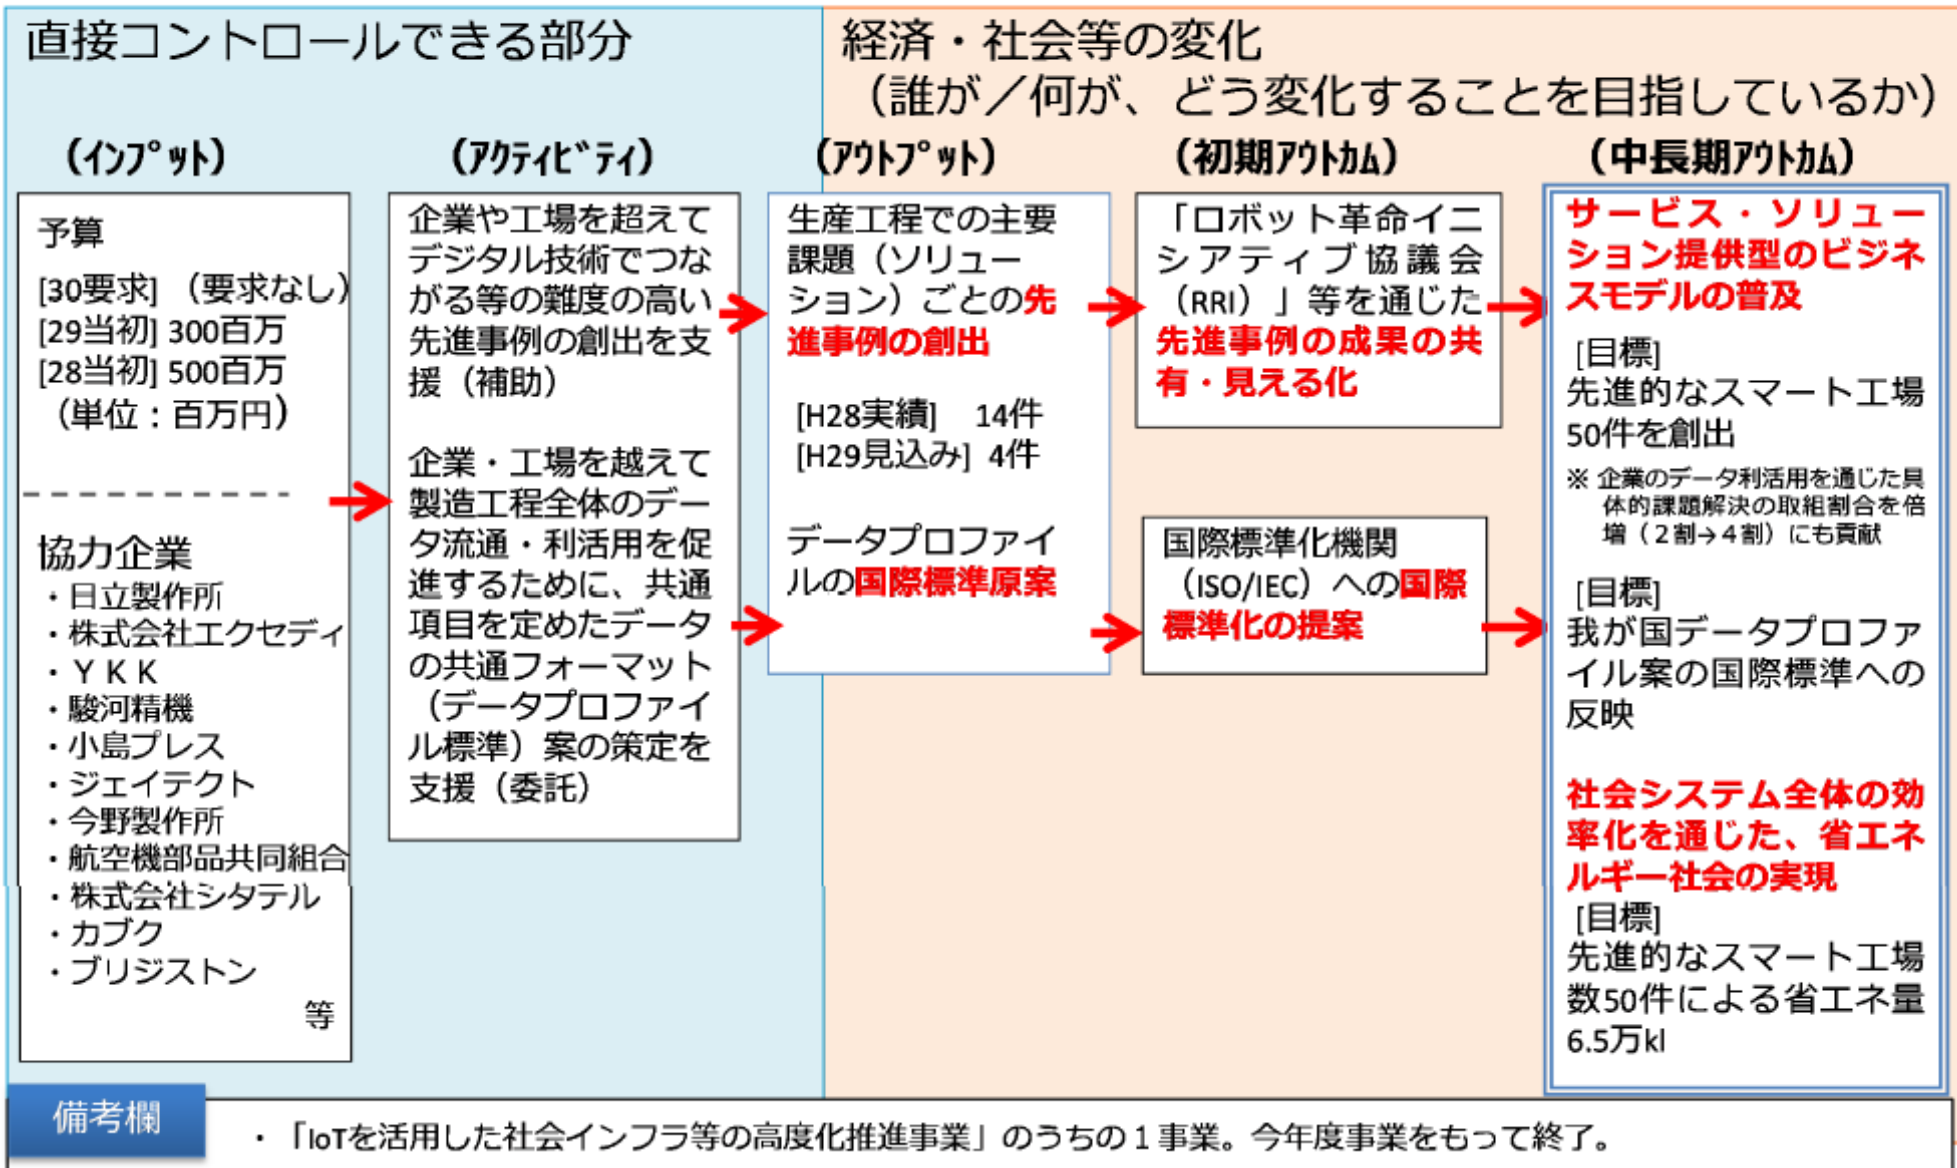 直接コントロールできる部分
経済・社会等の変化
（誰が／何が、どう変化することを目指しているか）
（ｲﾝﾌﾟｯﾄ）
（ｱｸﾃｨﾋﾞﾃｨ）
（ｱｳﾄﾌﾟｯﾄ）
（初期ｱｳﾄｶﾑ）
（中長期ｱｳﾄｶﾑ）
予算
[30要求]（要求なし）
[29当初] 300百万
[28当初] 500百万
（単位：百万円）
協力企業
・日立製作所
・株式会社エクセディ
・ＹＫＫ
・駿河精機
・小島プレス
・ジェイテクト
・今野製作所
・航空機部品共同組合
・株式会社シタテル
・カブク
・ブリジストン
等
企業や工場を超えて
デジタル技術でつな
がる等の難度の高い
先進事例の創出を支
援（補助）
企業・工場を越えて
製造工程全体のデー
タ流通・利活用を促
進するために、共通
項目を定めたデータ
の共通フォーマット
（データプロファイ
ル標準）案の策定を
支援（委託）
生産工程での主要
課題（ソリュー
ション）ごとの先
進事例の創出
[H28実績] 14件
[H29見込み] 4件
データプロファイ
ルの国際標準原案
「ロボット革命イニ
シアティブ協議会
（RRI）」等を通じた
先進事例の成果の共
有・見える化
国際標準化機関
（ISO/IEC）への国際
標準化の提案
サービス・ソリュー
ション提供型のビジネ
スモデルの普及
[目標]
先進的なスマート工場
50件を創出
※ 企業のデータ利活用を通じた具
体的課題解決の取組割合を倍
増（２割→４割）にも貢献
[目標]
我が国データプロファ
イル案の国際標準への
反映
社会システム全体の効
率化を通じた、省エネ
ルギー社会の実現
[目標]
先進的なスマート工場
数50件による省エネ量
6.5万kl
備考欄
・「IoTを活用した社会インフラ等の高度化推進事業」のうちの１事業。今年度事業をもって終了。